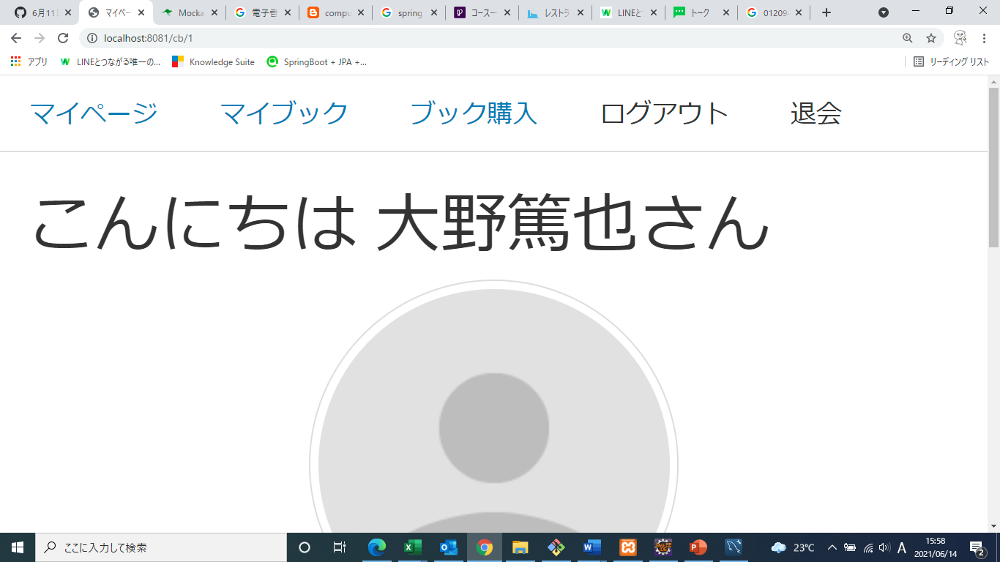 6月11 マイペー Mocka 電子書 compu spring コースー レストラ LINEと トーク 01209
localhost:8081/cb/1
アプリ LINEとつながる唯一の... Knowledge Suite SpringBoot + JPA +... リーディング リスト
マイページ マイブック ブック購入 ログアウト 退会
こんにちは 大野篤也さん
ここに入力して検索 23℃ A 15:58
2021/06/14 2